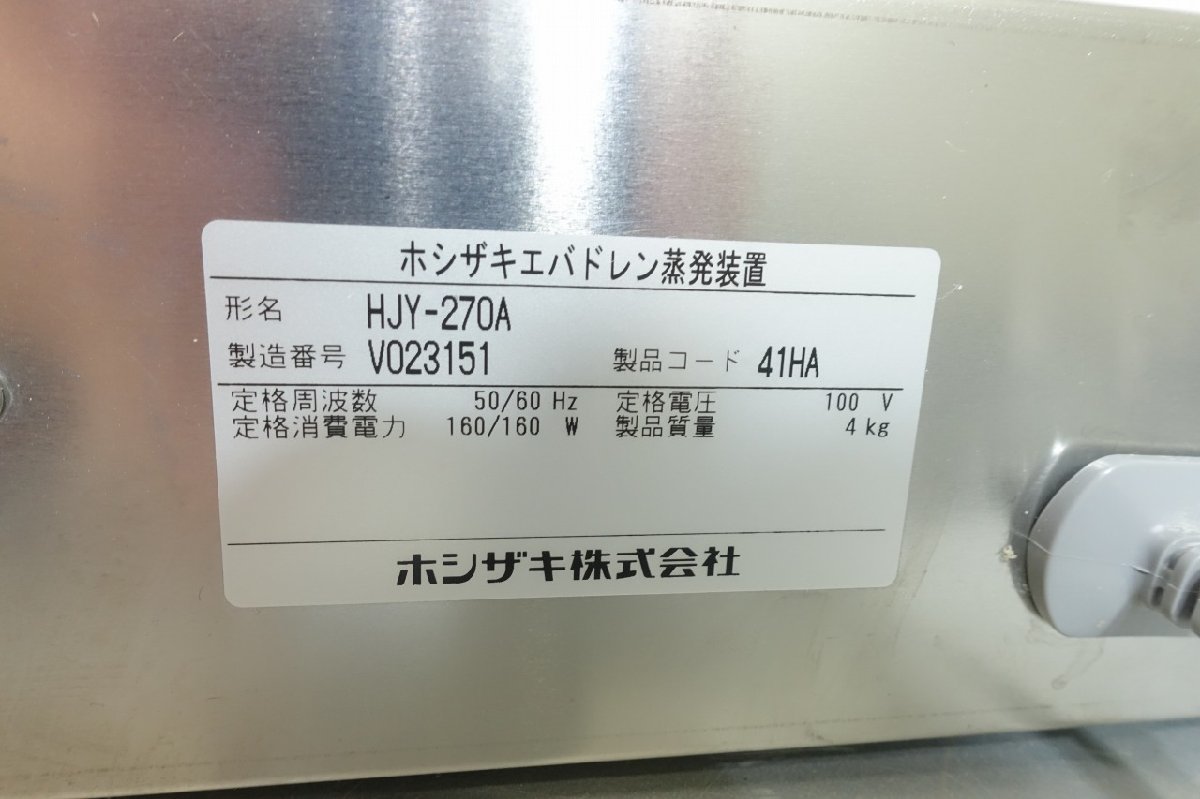 ホシザキエバドレン蒸発装置
形名 HJY-270A
製造番号 V023151 製品コード 41HA
定格周波数 50/60 Hz 定格電圧 100 V
定格消費電力 160/160 W 製品質量 4 kg
ホシザキ株式会社